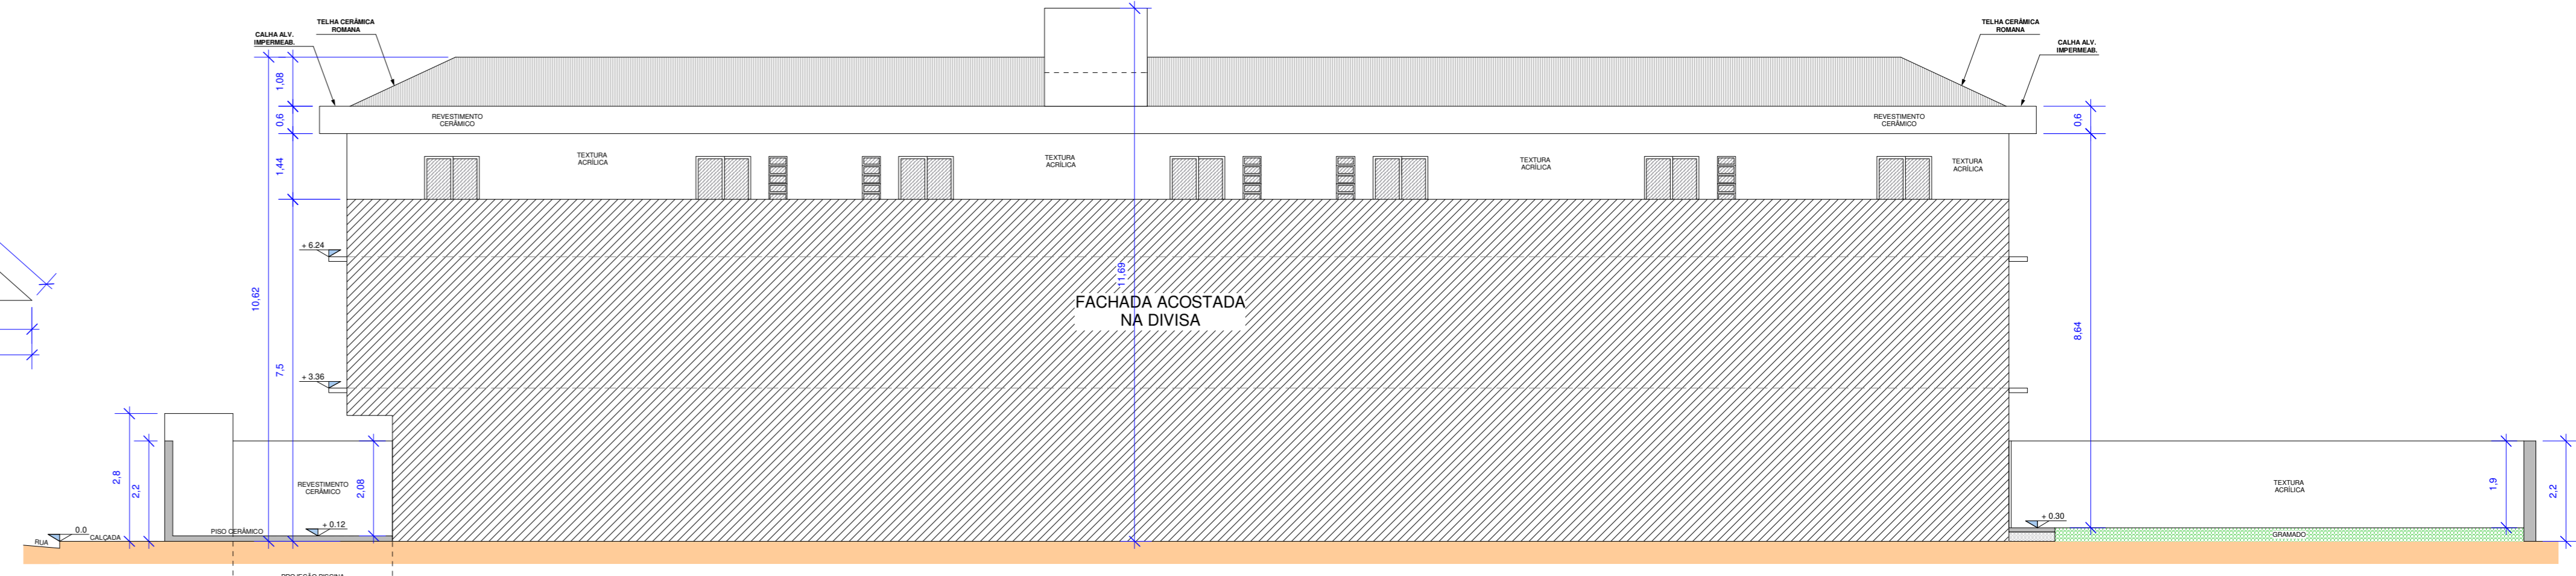 TELHA CERÂMICA
ROMANA
CALHA ALV.
IMPERMEAB.
TELHA CERÂMICA
ROMANA
CALHA ALV.
IMPERMEAB.
1,08
0,6
1,44
10,62
7,5
REVESTIMENTO
CERÂMICO
REVESTIMENTO
CERÂMICO
0,6
TEXTURA
ACRÍLICA
TEXTURA
ACRÍLICA
TEXTURA
ACRÍLICA
TEXTURA
ACRÍLICA
+ 6.24
11,69
FACHADA ACOSTADA
NA DIVISA
8,64
+ 3.36
2,8
2,2
REVESTIMENTO
CERÂMICO
2,08
TEXTURA
ACRÍLICA
1,9
2,2
0.0
RUA
CALÇADA
PISO CERÂMICO
+ 0.12
+ 0.30
GRAMADO
PROJEÇÃO PISCINA